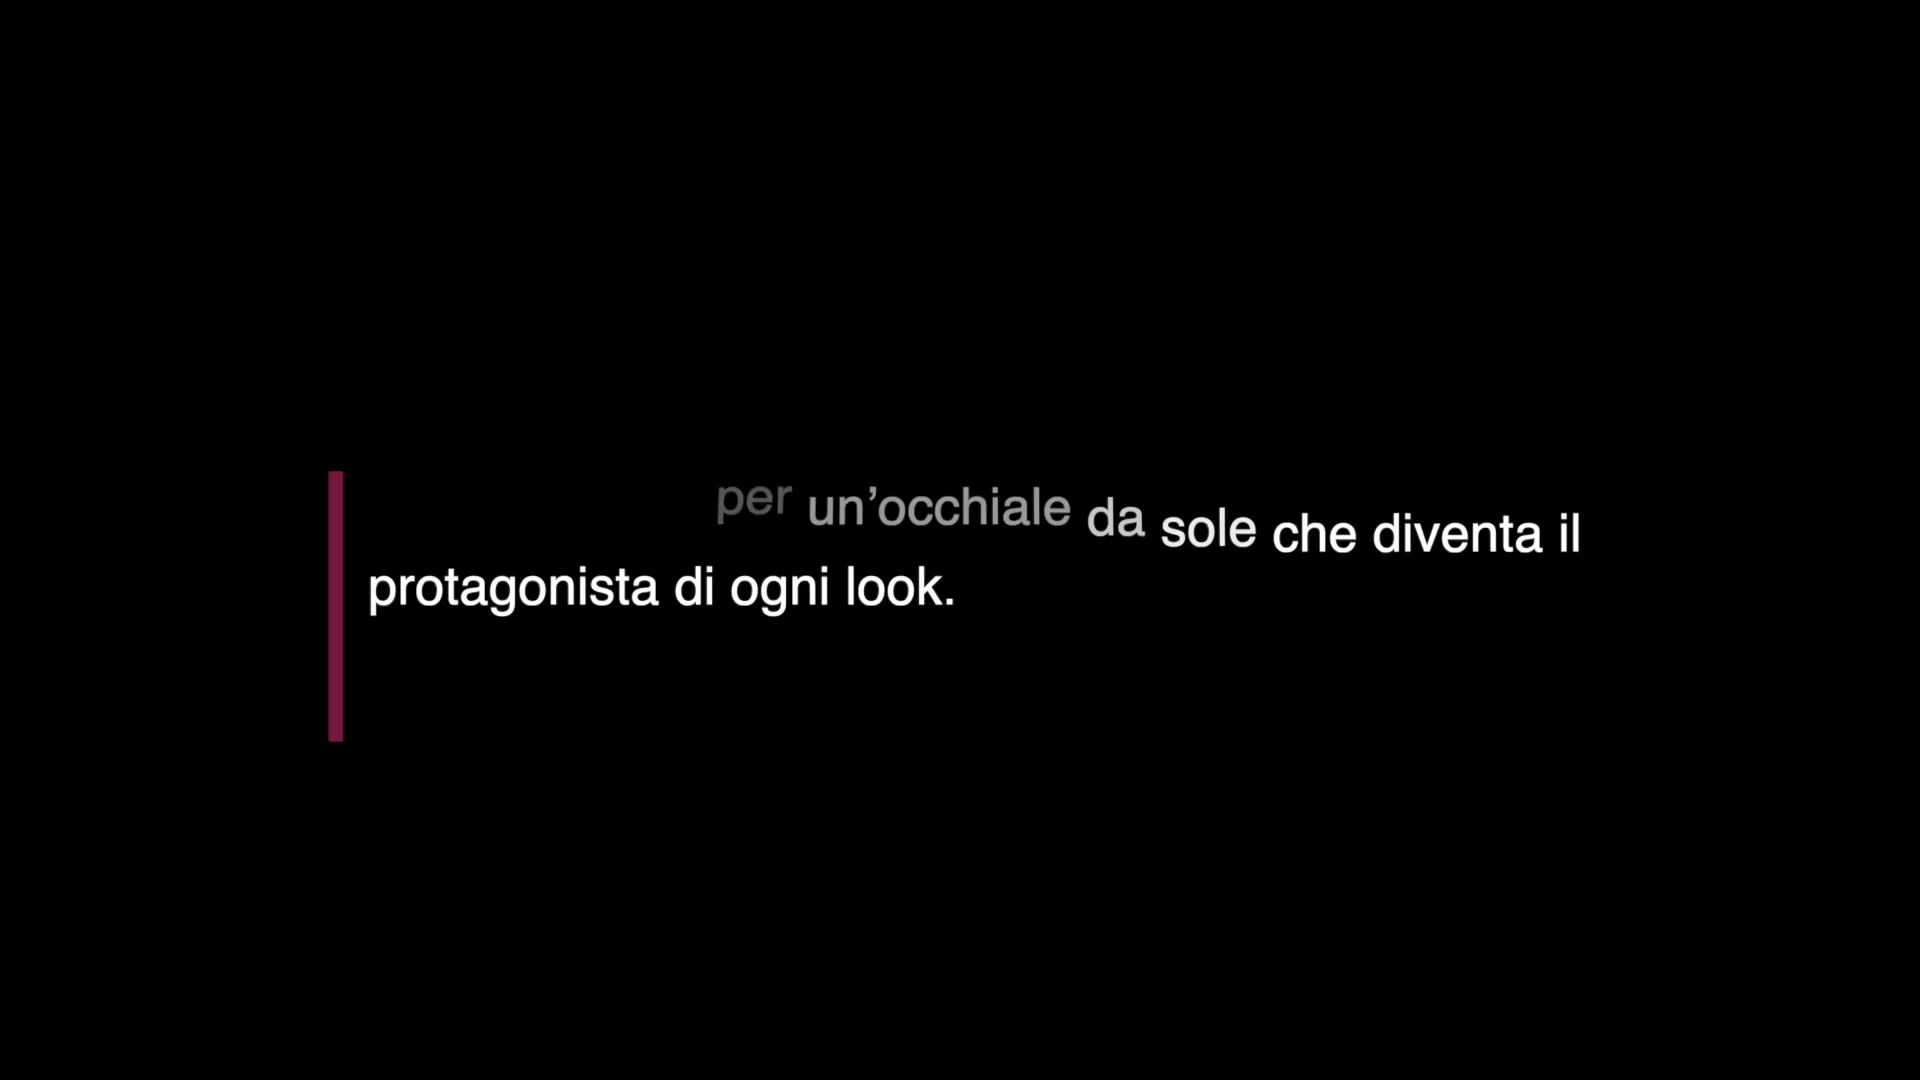 per un’occhiale da sole che diventa il
protagonista di ogni look.